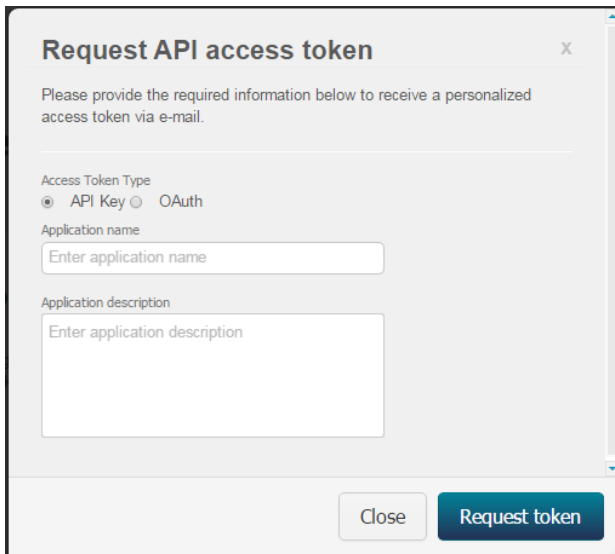 Request API access token
x
Please provide the required information below to receive a personalized
access token via e-mail.
Access Token Type
API Key OAuth
Application name
Enter application name
Application description
Enter application description
Close Request token